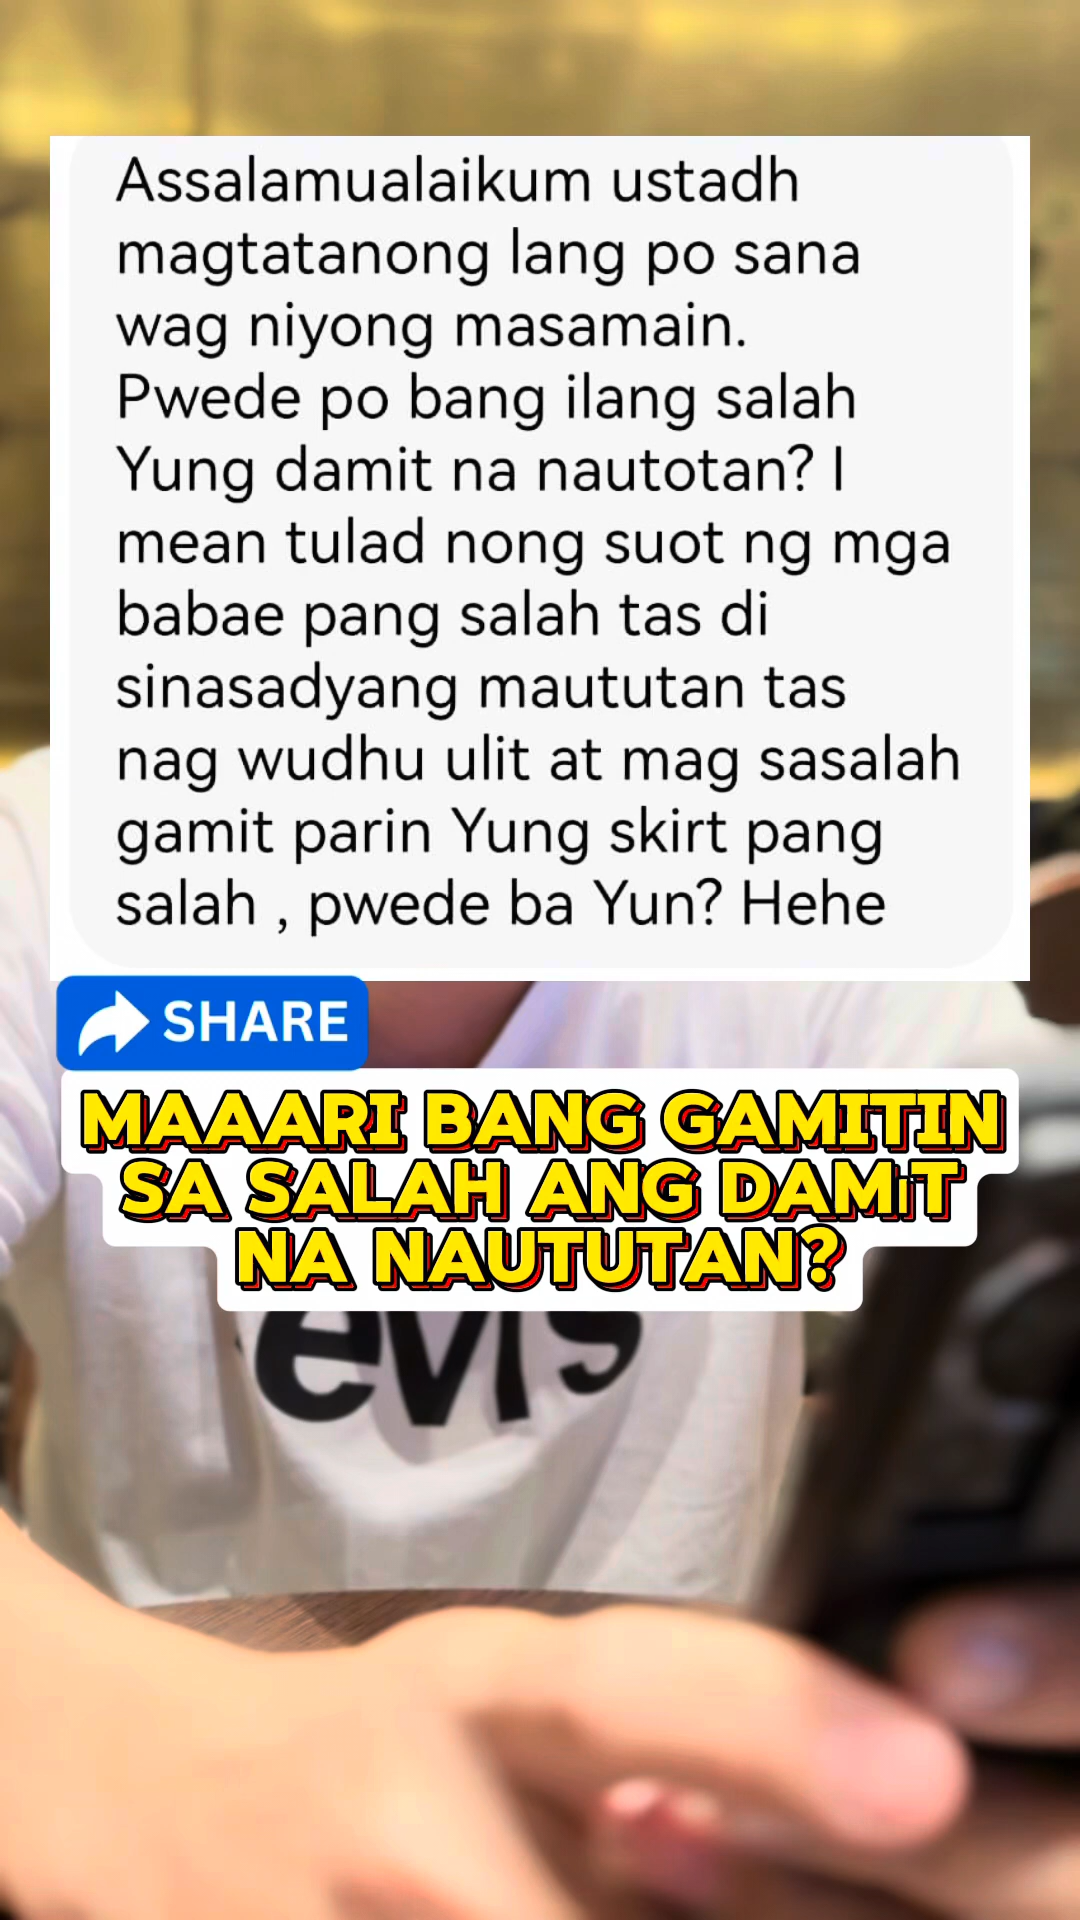 Assalamualaikum ustadh
magtatanong lang po sana
wag niyong masamain.
Pwede po bang ilang salah
Yung damit na nautotan? I
mean tulad nong suot ng mga
babae pang salah tas di
sinasadyang maututan tas
nag wudhu ulit at mag sasalah
gamit parin Yung skirt pang
salah , pwede ba Yun? Hehe
SHARE
MAAARI BANG GAMITIN
SA SALAH ANG DAMıT
NA NAUTUTAN?
evi's